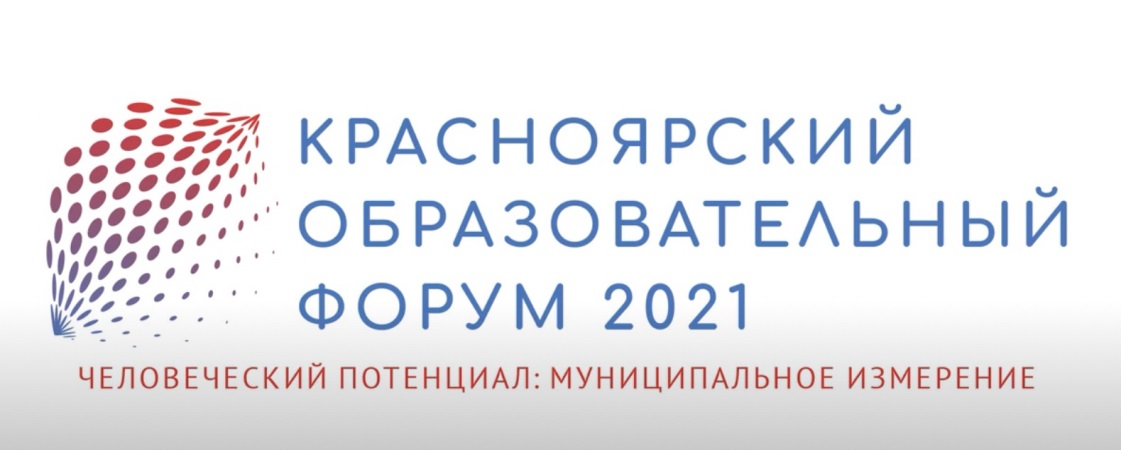 КРАСНОЯРСКИЙ
ОБРАЗОВАТЕЛЬНЫЙ
ФОРУМ 2021
ЧЕЛОВЕЧЕСКИЙ ПОТЕНЦИАЛ: МУНИЦИПАЛЬНОЕ ИЗМЕРЕНИЕ